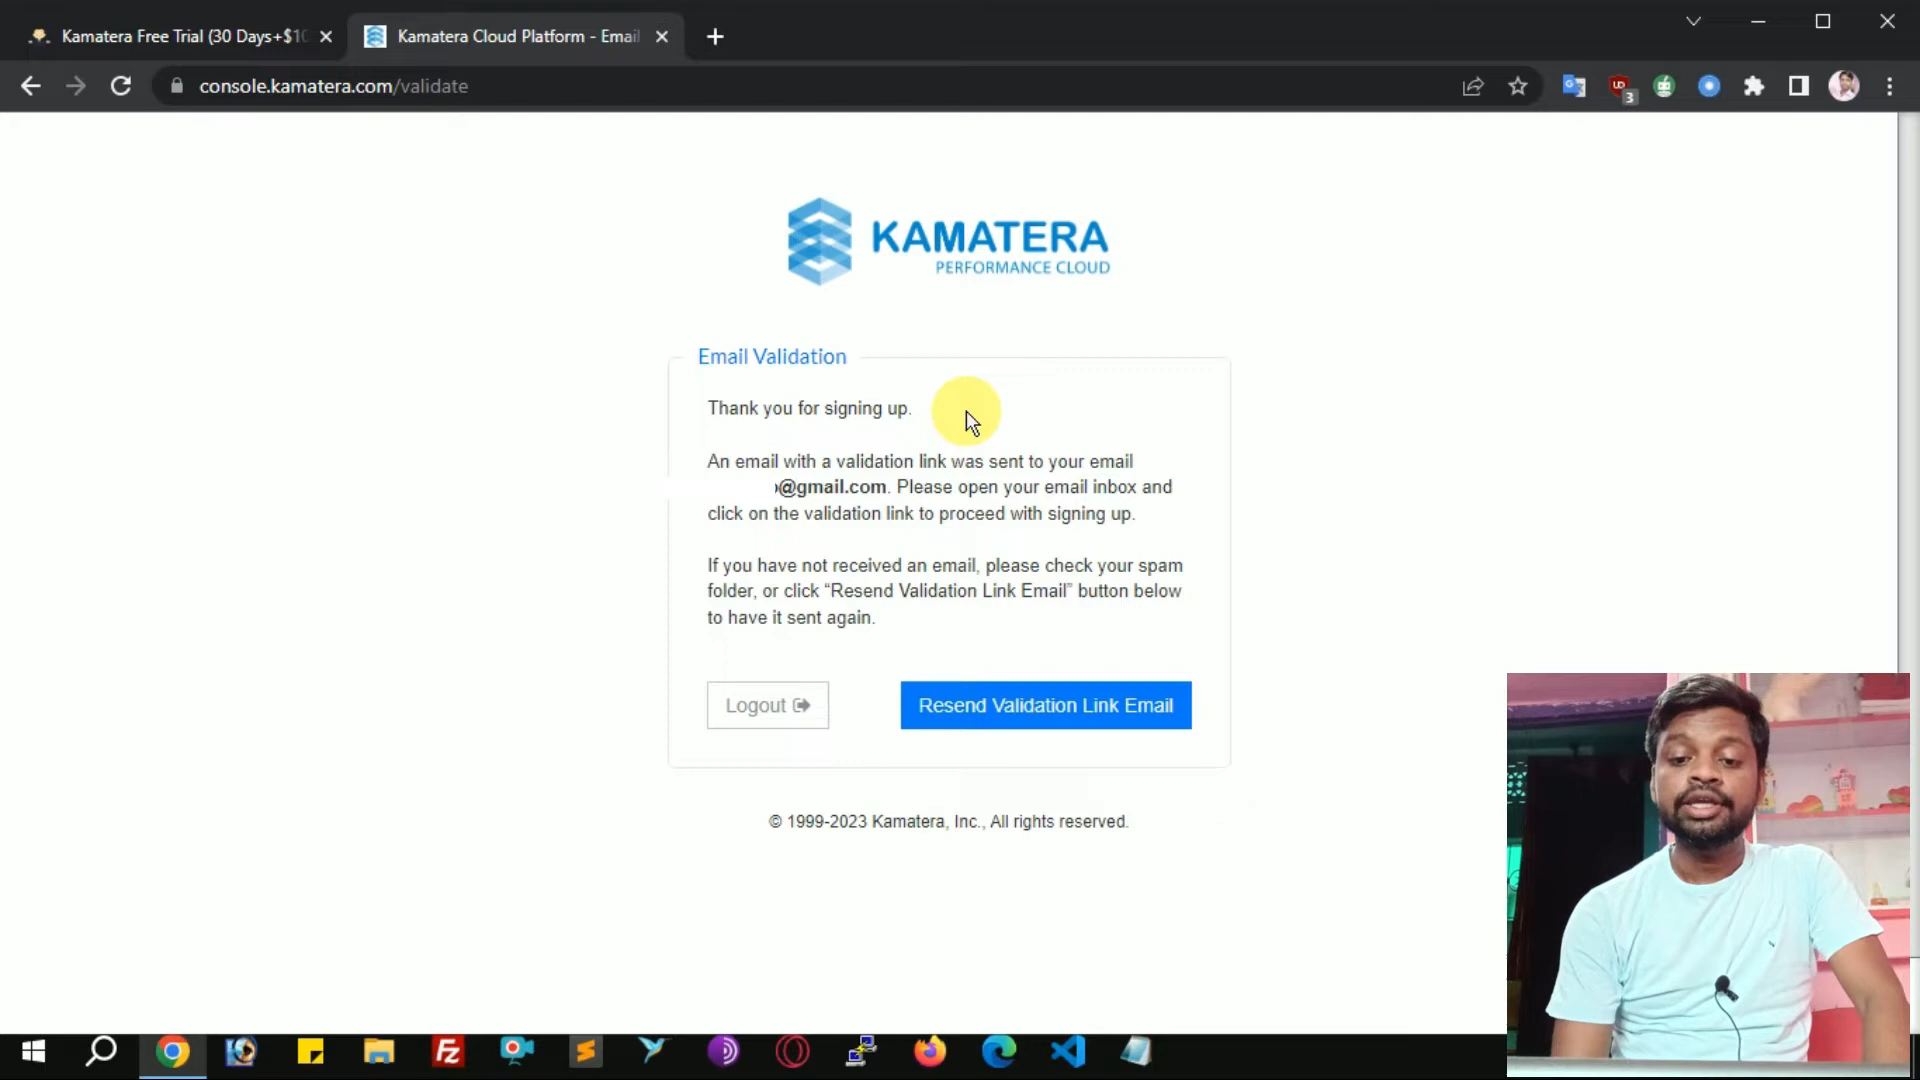 Kamatera Free Trial (30 Days+$10
Kamatera Cloud Platform - Email
console.kamatera.com/validate
3
KAMATERA
PERFORMANCE CLOUD
Email Validation
Thank you for signing up.
An email with a validation link was sent to your email
@gmail.com. Please open your email inbox and
click on the validation link to proceed with signing up.
If you have not received an email, please check your spam
folder, or click “Resend Validation Link Email” button below
to have it sent again.
Logout
Resend Validation Link Email
© 1999-2023 Kamatera, Inc., All rights reserved.